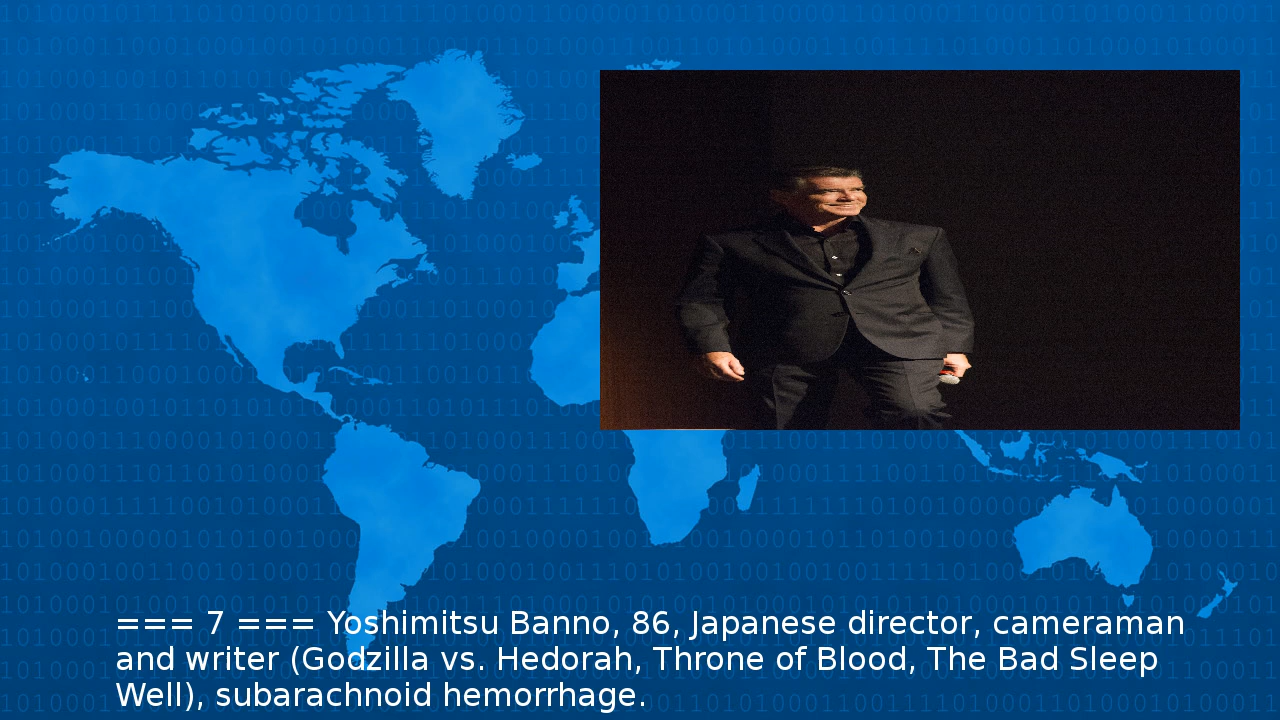 === 7 === Yoshimitsu Banno, 86, Japanese director, cameraman
and writer (Godzilla vs. Hedorah, Throne of Blood, The Bad Sleep
Well), subarachnoid hemorrhage.